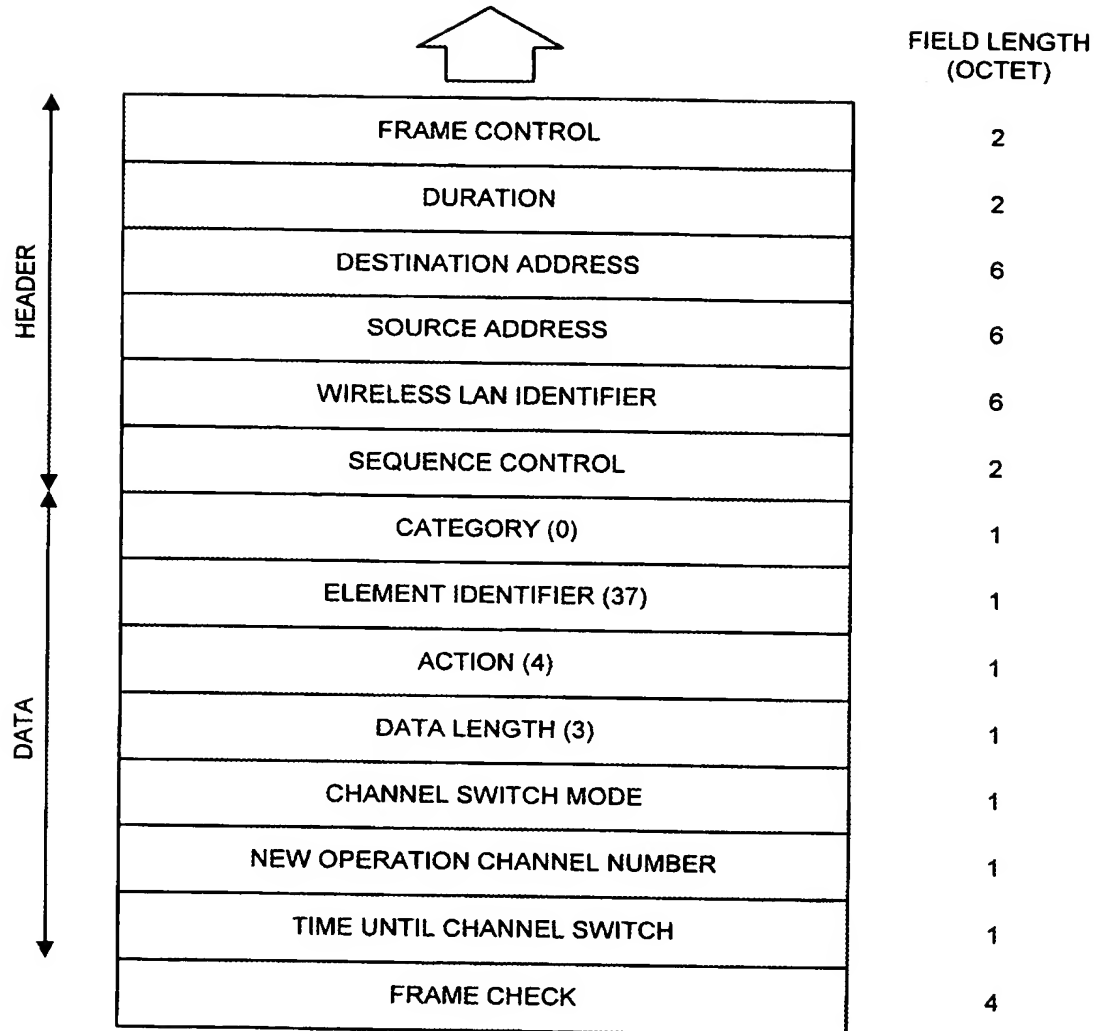 FIELD LENGTH
(OCTET)
HEADER
FRAME CONTROL 2
DURATION 2
DESTINATION ADDRESS 6
SOURCE ADDRESS 6
WIRELESS LAN IDENTIFIER 6
SEQUENCE CONTROL 2
DATA
CATEGORY (0) 1
ELEMENT IDENTIFIER (37) 1
ACTION (4) 1
DATA LENGTH (3) 1
CHANNEL SWITCH MODE 1
NEW OPERATION CHANNEL NUMBER 1
TIME UNTIL CHANNEL SWITCH 1
FRAME CHECK 4